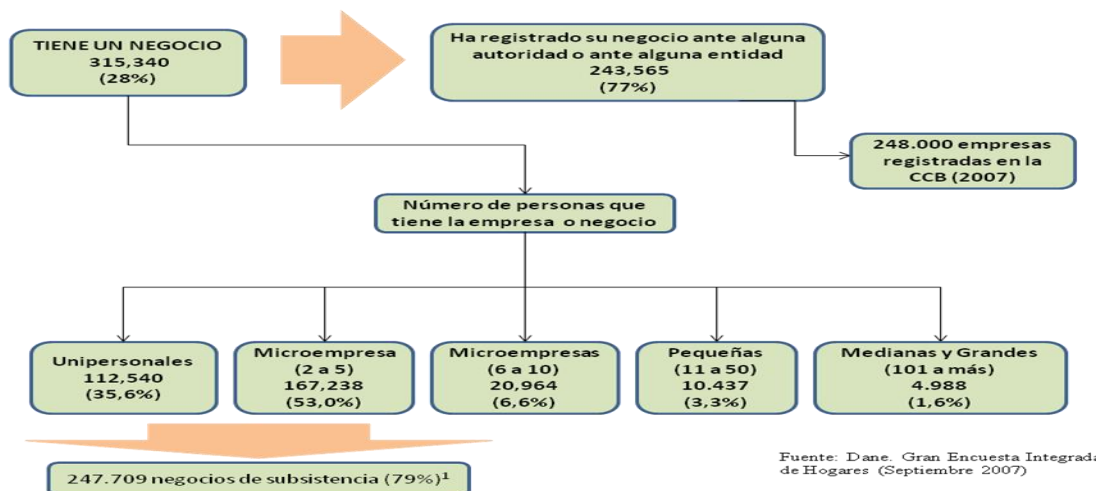 TIENE UN NEGOCIO
315,340
(28%)
Ha registrado su negocio ante alguna
autoridad o ante alguna entidad
243,565
(77%)
248.000 empresas
registradas en la
CCB (2007)
Número de personas que
tiene la empresa o negocio
Unipersonales
112,540
(35,6%)
Microempresa
(2 a 5)
167,238
(53,0%)
Microempresas
(6 a 10)
20,964
(6,6%)
Pequeñas
(11 a 50)
10.437
(3,3%)
Medianas y Grandes
(101 a más)
4.988
(1,6%)
247.709 negocios de subsistencia (79%)¹
Fuente: Dane. Gran Encuesta Integrada
de Hogares (Septiembre 2007)